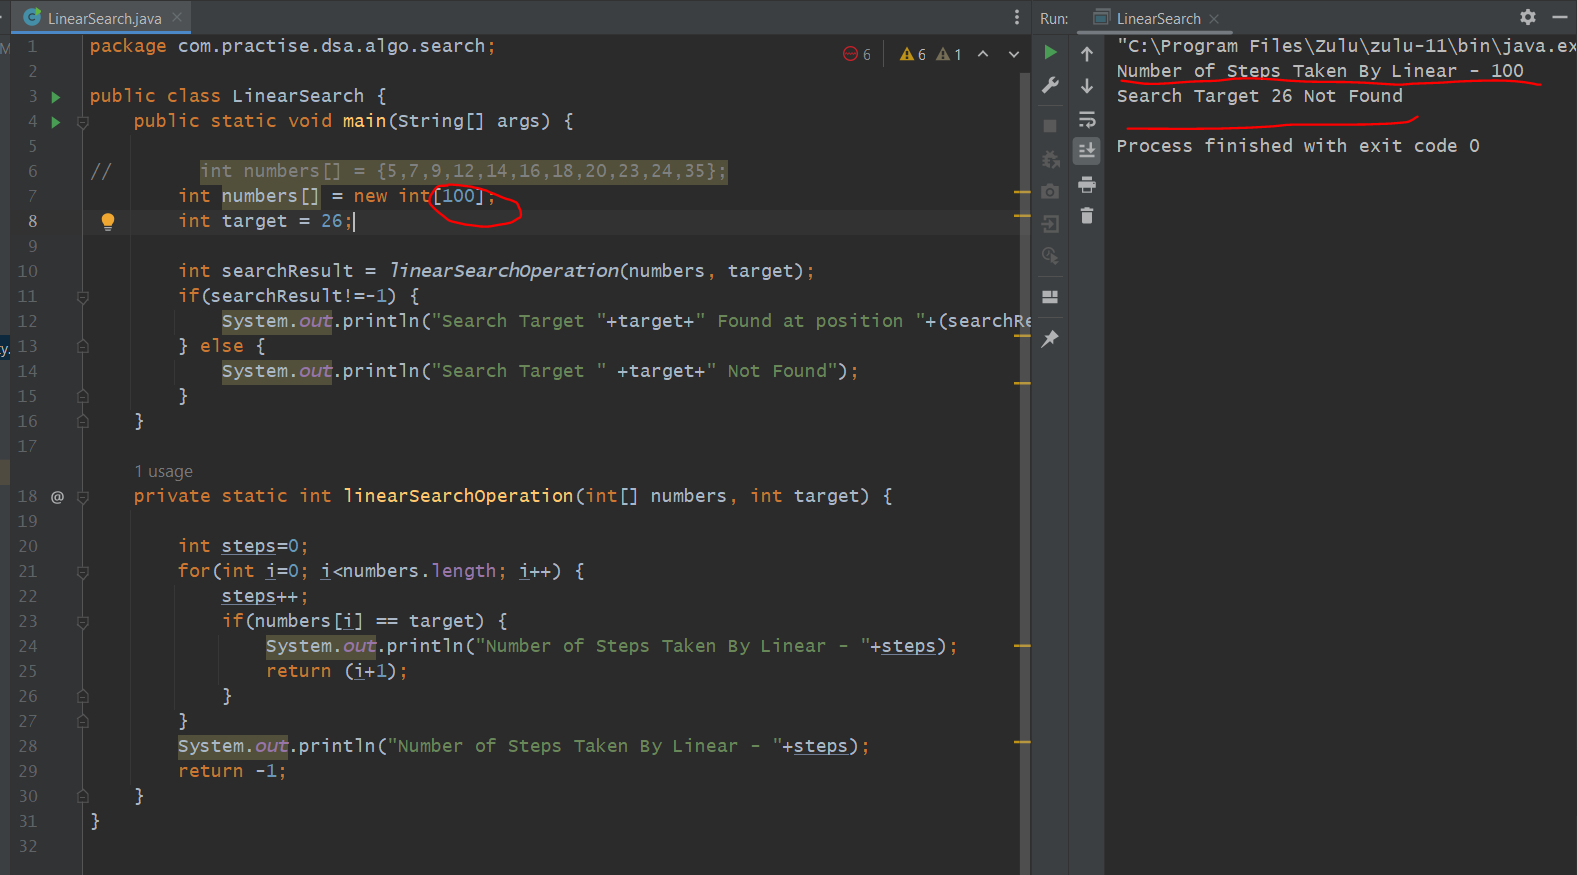 LinearSearch.java
Run:
LinearSearch
6
6
1
1 package com.practise.dsa.algo.search;
2
3 public class LinearSearch {
4 public static void main(String[] args) {
5
6 // int numbers[] = {5,7,9,12,14,16,18,20,23,24,35};
7 int numbers[] = new int[100];
8 int target = 26;
9
10 int searchResult = linearSearchOperation(numbers, target);
11 if(searchResult!=-1) {
12 System.out.println("Search Target "+target+" Found at position "+(searchRe
13 } else {
14 System.out.println("Search Target " +target+" Not Found");
15 }
16 }
17
1 usage
18 @ private static int linearSearchOperation(int[] numbers, int target) {
19
20 int steps=0;
21 for(int i=0; i<numbers.length; i++) {
22 steps++;
23 if(numbers[i] == target) {
24 System.out.println("Number of Steps Taken By Linear - "+steps);
25 return (i+1);
26 }
27 }
28 System.out.println("Number of Steps Taken By Linear - "+steps);
29 return -1;
30 }
31 }
32
"C:\Program Files\Zulu\zulu-11\bin\java.ex
Number of Steps Taken By Linear - 100
Search Target 26 Not Found
Process finished with exit code 0